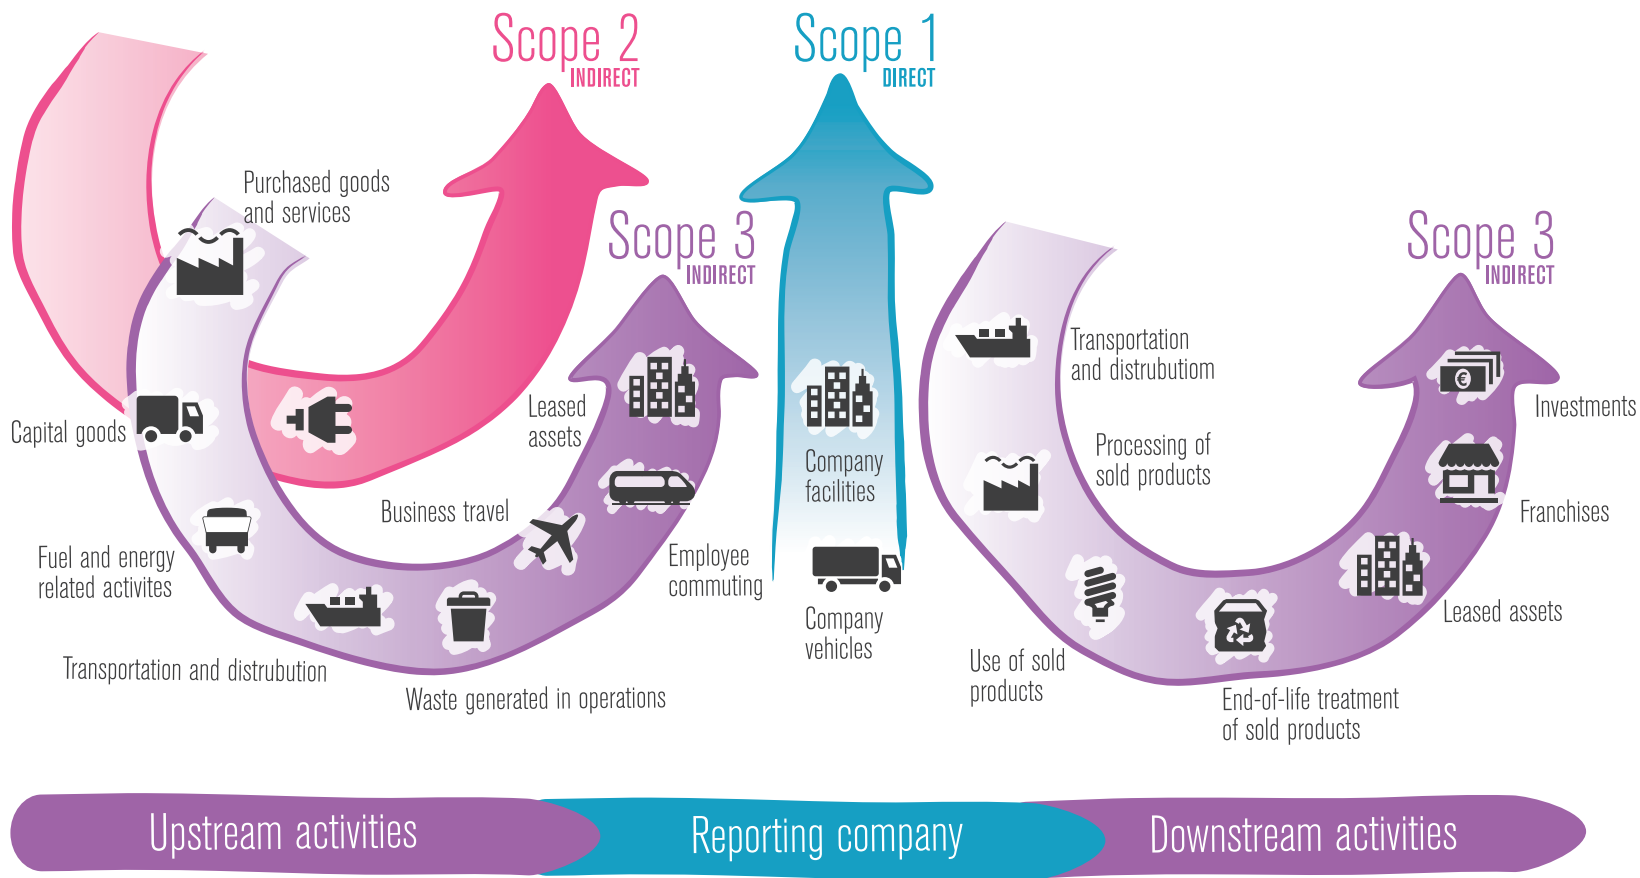 Scope 2
INDIRECT
Scope 1
DIRECT
Purchased goods
and services
Scope 3
INDIRECT
Scope 3
INDIRECT
Capital goods
Fuel and energy
related activites
Transportation and distrubution
Waste generated in operations
Business travel
Leased
assets
Employee
commuting
Company
facilities
Company
vehicles
Transportation
and distrubutiom
Processing of
sold products
Use of sold
products
End-of-life treatment
of sold products
Leased assets
Franchises
Investments
€
Upstream activities
Reporting company
Downstream activities